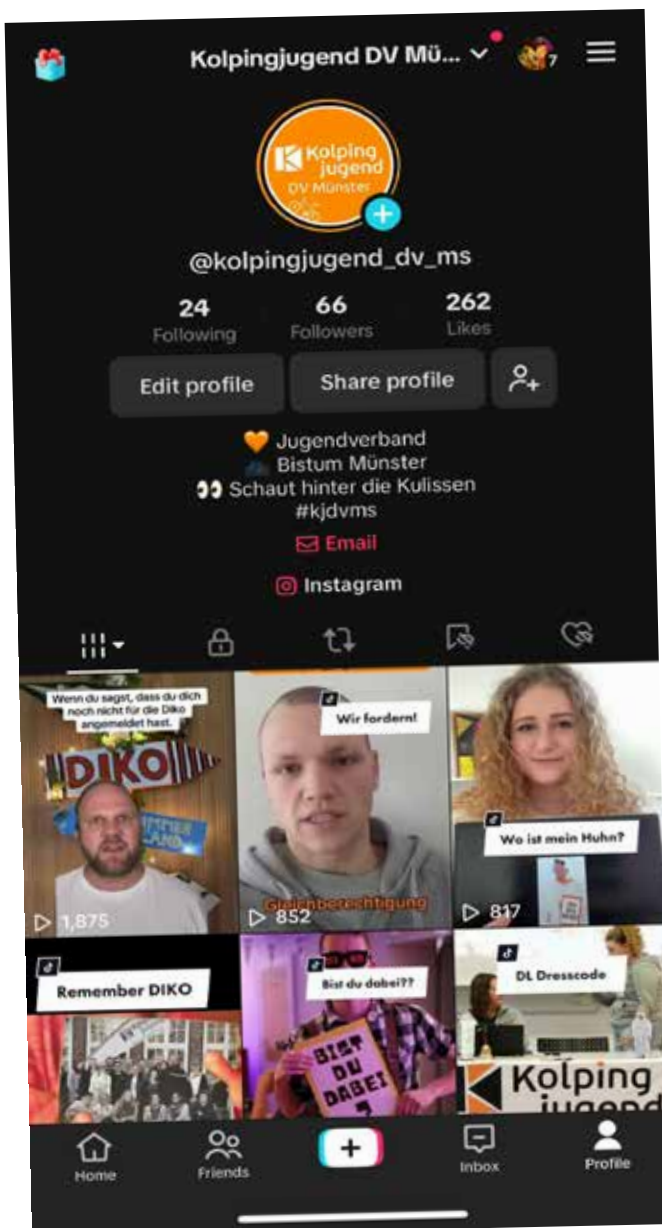 Kolpingjugend DV Mü...
7
Kolping
jugend
DV Münster
@kolpingjugend_dv_ms
24 66 262
Following Followers Likes
Edit profile Share profile
Jugendverband
Bistum Münster
Schaut hinter die Kulissen
#kjdvms
Email
Instagram
Wenn du sagst, dass du dich
noch nicht für die Diko
angemeldet hast.
DIKO
LAND
1,875
Wir fordern!
Gleichberechtigung
852
Wo ist mein Huhn?
817
Remember DIKO
Bist du dabei??
BIST
DU
DABEI
?
DL Dresscode
Kolping
jugend
Home Friends Inbox Profile